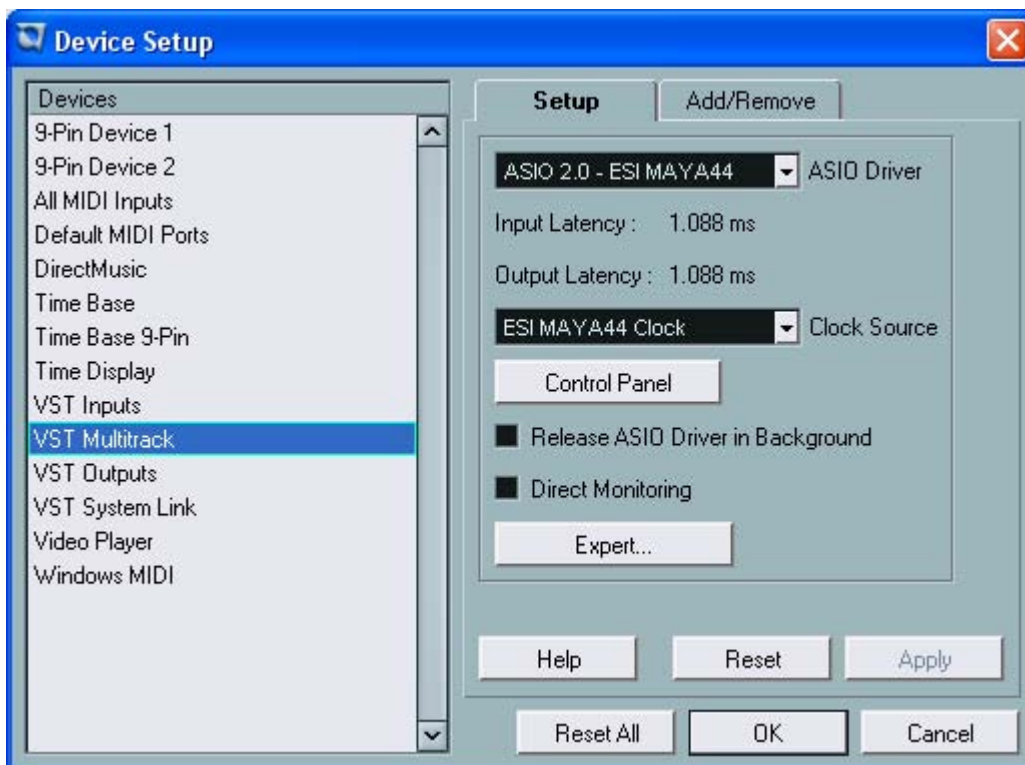 Device Setup
Devices
9-Pin Device 1
9-Pin Device 2
All MIDI Inputs
Default MIDI Ports
DirectMusic
Time Base
Time Base 9-Pin
Time Display
VST Inputs
VST Multitrack
VST Outputs
VST System Link
Video Player
Windows MIDI
Setup
Add/Remove
ASIO 2.0 - ESI MAYA44 ASIO Driver
Input Latency : 1.088 ms
Output Latency : 1.088 ms
ESI MAYA44 Clock Clock Source
Control Panel
Release ASIO Driver in Background
Direct Monitoring
Expert...
Help Reset Apply
Reset All OK Cancel